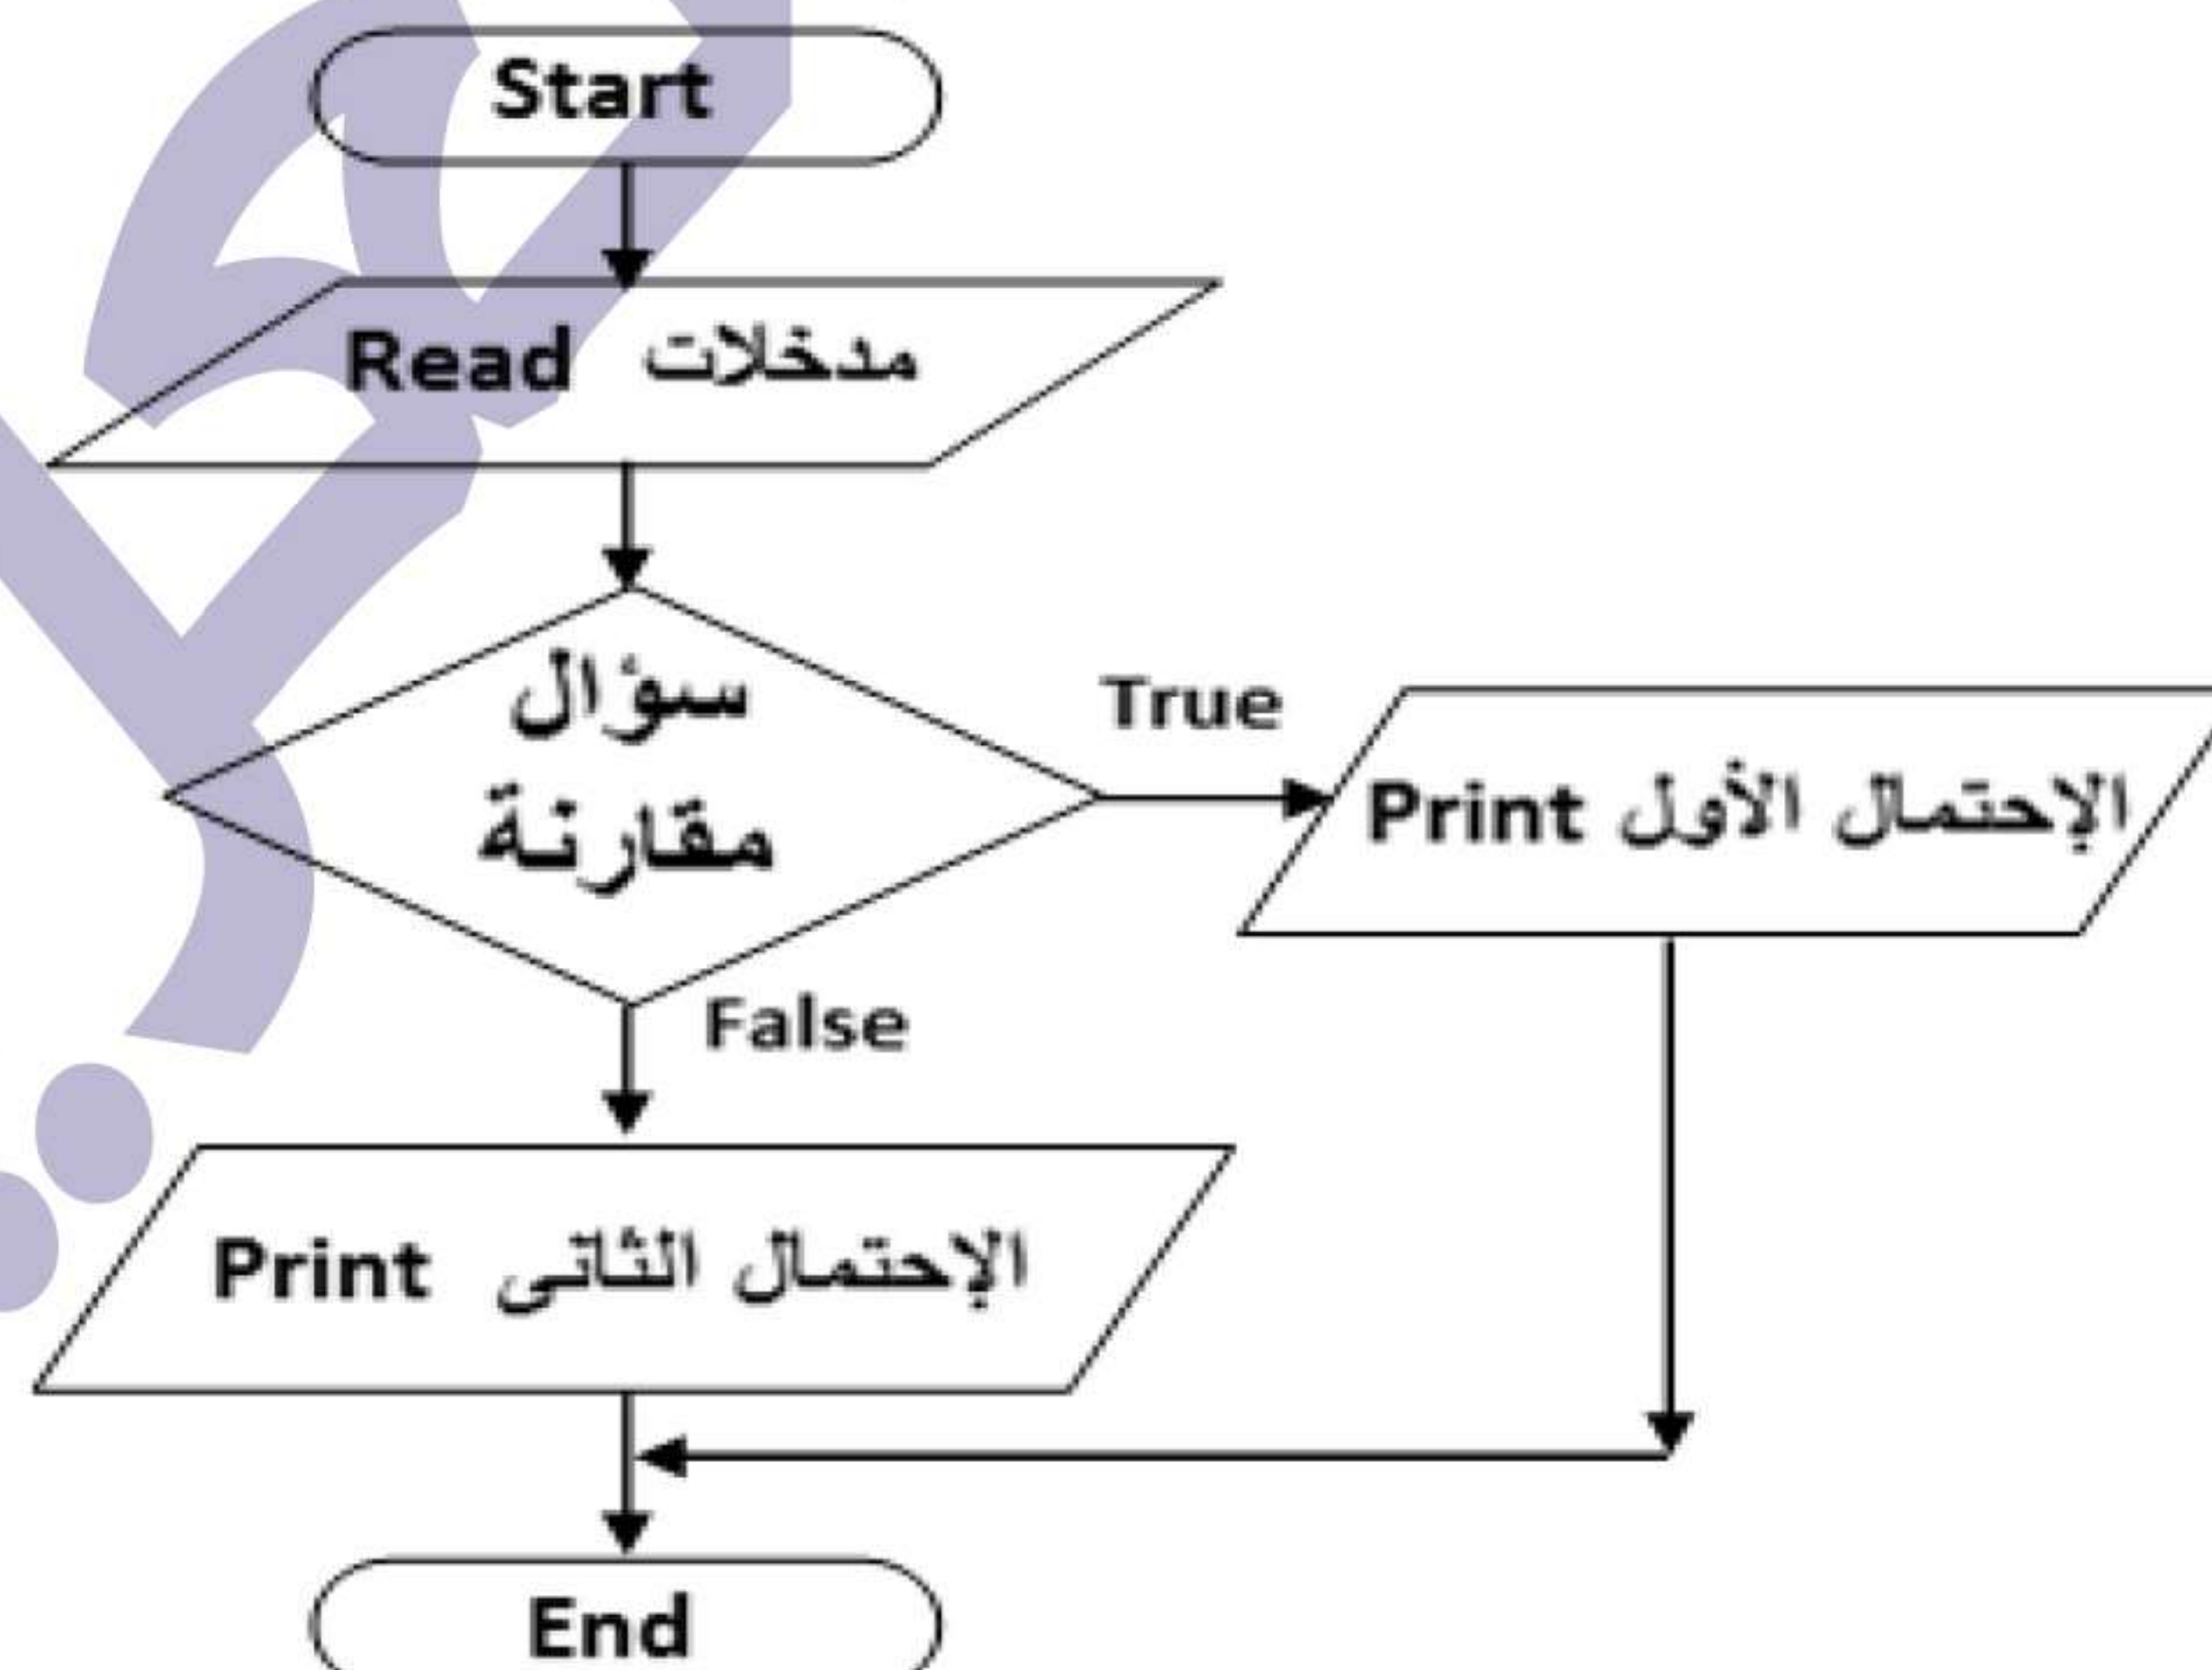 Start
Read مدخلات
سؤال
مقارنة
True
Print الإحتمال الأول
False
Print الإحتمال الثانى
End